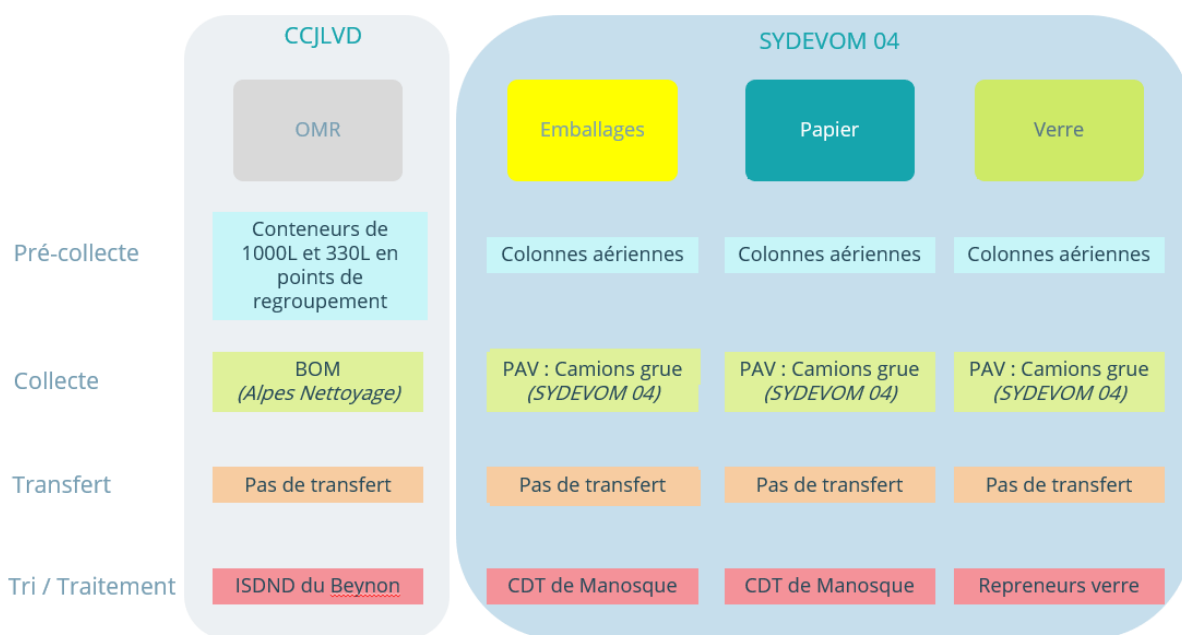 CCJLVD
SYDEVOM 04
OMR
Emballages
Papier
Verre
Pré-collecte
Conteneurs de
1000L et 330L en
points de
regroupement
Colonnes aériennes
Colonnes aériennes
Colonnes aériennes
Collecte
BOM
(Alpes Nettoyage)
PAV : Camions grue
(SYDEVOM 04)
PAV : Camions grue
(SYDEVOM 04)
PAV : Camions grue
(SYDEVOM 04)
Transfert
Pas de transfert
Pas de transfert
Pas de transfert
Pas de transfert
Tri / Traitement
ISDND du Beynon
CDT de Manosque
CDT de Manosque
Repreneurs verre